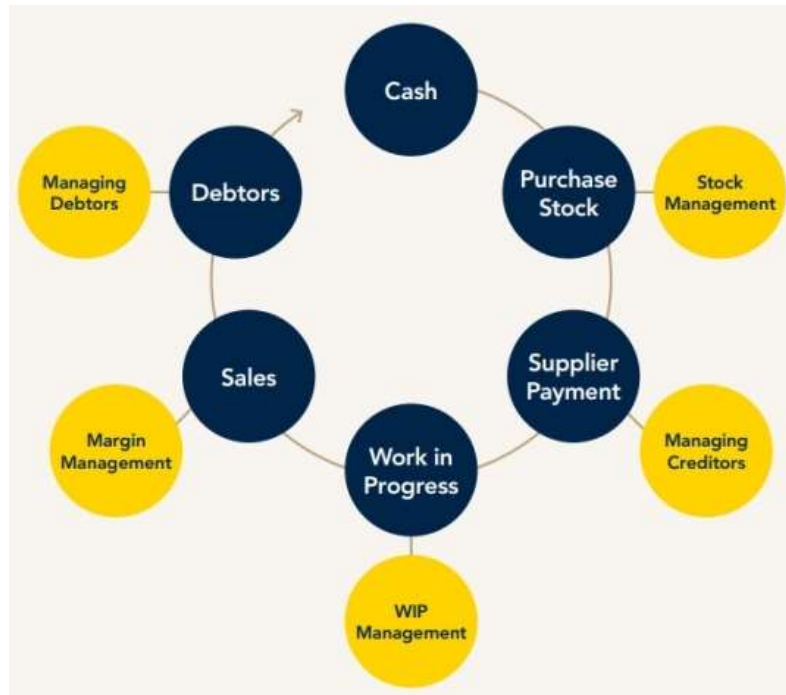 Cash
Purchase
Stock
Stock
Management
Supplier
Payment
Managing
Creditors
Work in
Progress
WIP
Management
Sales
Margin
Management
Debtors
Managing
Debtors